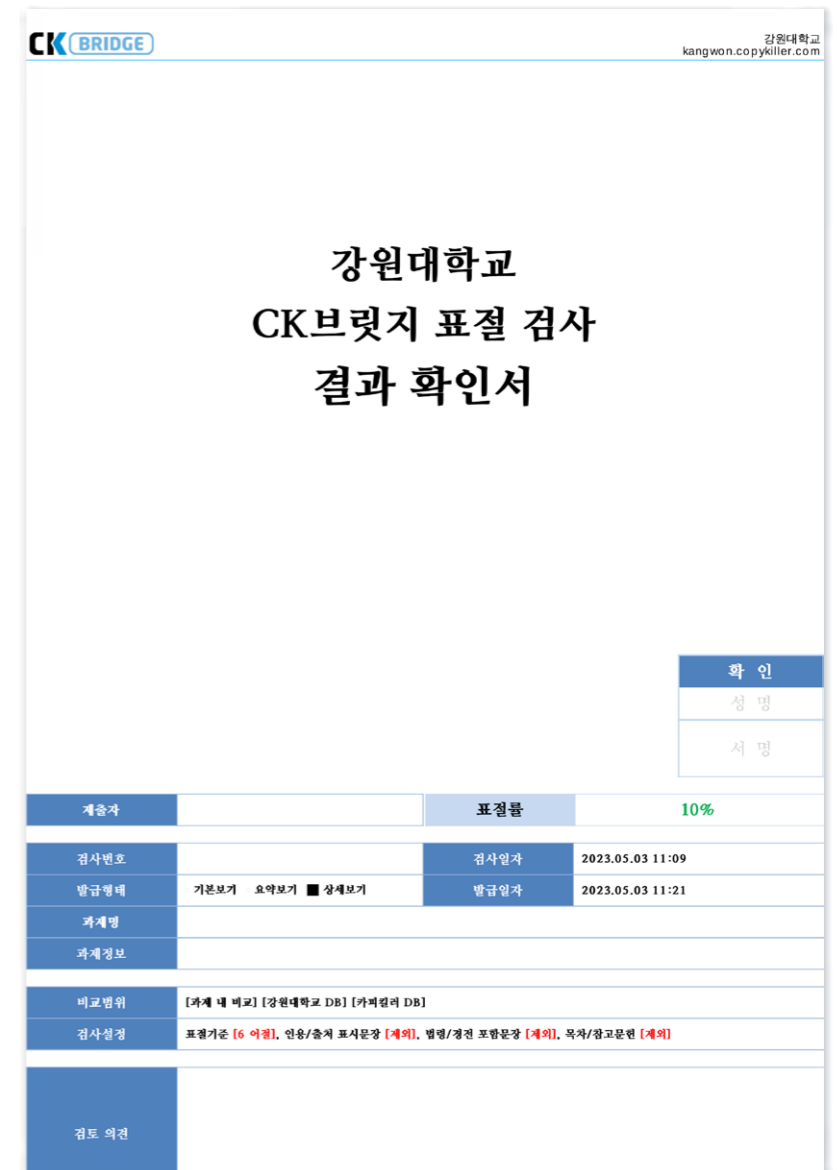 CK BRIDGE
강원대학교
kangwon.copykiller.com
강원대학교
CK브릿지 표절 검사
결과 확인서
확 인
성 명
서 명
제출자 표절률 10%
검사번호 검사일자 2023.05.03 11:09
발급형태 기본보기 요약보기 ■ 상세보기 발급일자 2023.05.03 11:21
과제명
과제정보
비교범위 [과제 내 비교] [강원대학교 DB] [카피킬러 DB]
검사설정 표절기준 [6 어절], 인용/출처 표시문장 [제외], 법령/경전 포함문장 [제외], 목차/참고문헌 [제외]
검토 의견